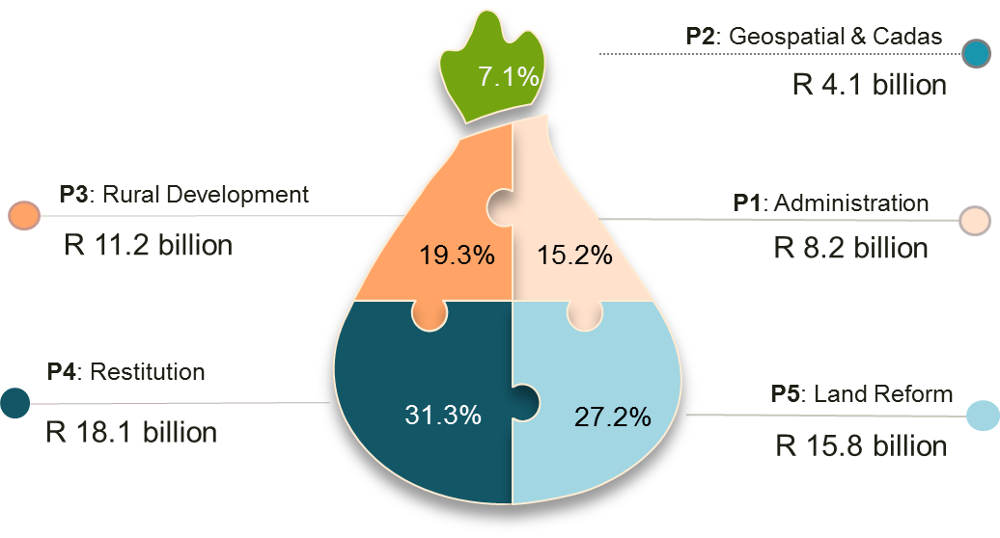 7.1%
P2: Geospatial & Cadas
R 4.1 billion
P3: Rural Development
R 11.2 billion
P1: Administration
R 8.2 billion
19.3%
15.2%
P4: Restitution
R 18.1 billion
P5: Land Reform
R 15.8 billion
31.3%
27.2%